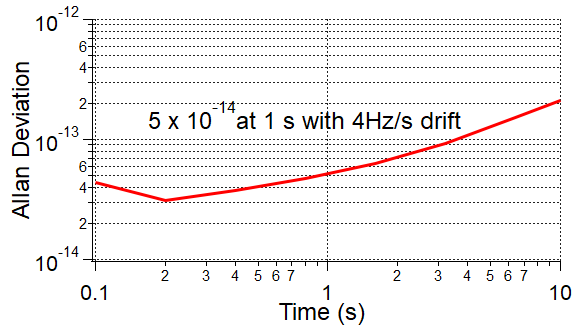 Allan Deviation
10^-12
6
4
2
10^-13
6
4
2
10^-14
5 x 10^-14 at 1 s with 4Hz/s drift
0.1 2 3 4 5 6 7 1 2 3 4 5 6 7 10
Time (s)